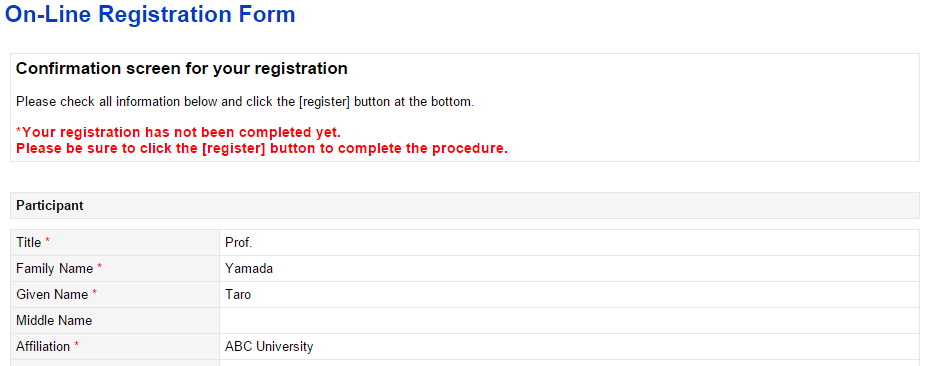 On-Line Registration Form
Confirmation screen for your registration
Please check all information below and click the [register] button at the bottom.
*Your registration has not been completed yet.
Please be sure to click the [register] button to complete the procedure.
Participant
Title * Prof.
Family Name * Yamada
Given Name * Taro
Middle Name
Affiliation * ABC University